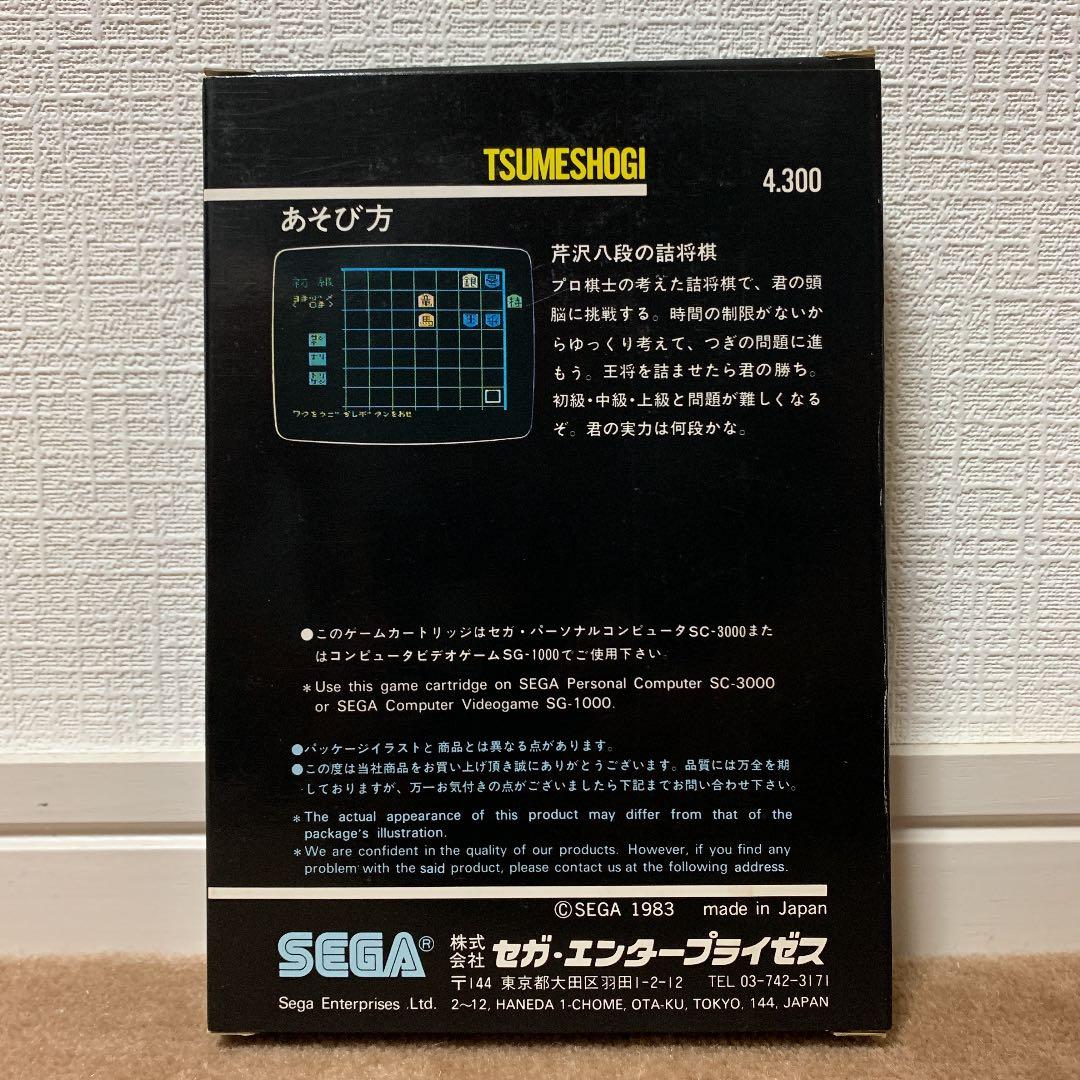 TSUMESHOGI
4.300
あそび方
初級
ワクをうごかしボタンをおせ
芹沢八段の詰将棋
プロ棋士の考えた詰将棋で、君の頭
脳に挑戦する。時間の制限がないか
らゆっくり考えて、つぎの問題に進
もう。王将を詰ませたら君の勝ち。
初級・中級・上級と問題が難しくなる
ぞ。君の実力は何段かな。
●このゲームカートリッジはセガ・パーソナルコンピュータSC-3000また
はコンピュータビデオゲームSG-1000でご使用下さい.
*Use this game cartridge on SEGA Personal Computer SC-3000
or SEGA Computer Videogame SG-1000.
●パッケージイラストと商品とは異なる点があります。
●この度は当社商品をお買い上げ頂き誠にありがとうございます。品質には万全を期
しておりますが、万一お気付きの点がございましたら下記までお問い合わせ下さい。
*The actual appearance of this product may differ from that of the
package's illustration.
*We are confident in the quality of our products. However, if you find any
problem with the said product, please contact us at the following address.
©SEGA 1983 made in Japan
SEGA® 株式会社 セガ・エンタープライゼス
〒144 東京都大田区羽田1-2-12 TEL 03-742-3171
Sega Enterprises .Ltd. 2~12, HANEDA 1-CHOME, OTA-KU, TOKYO, 144, JAPAN